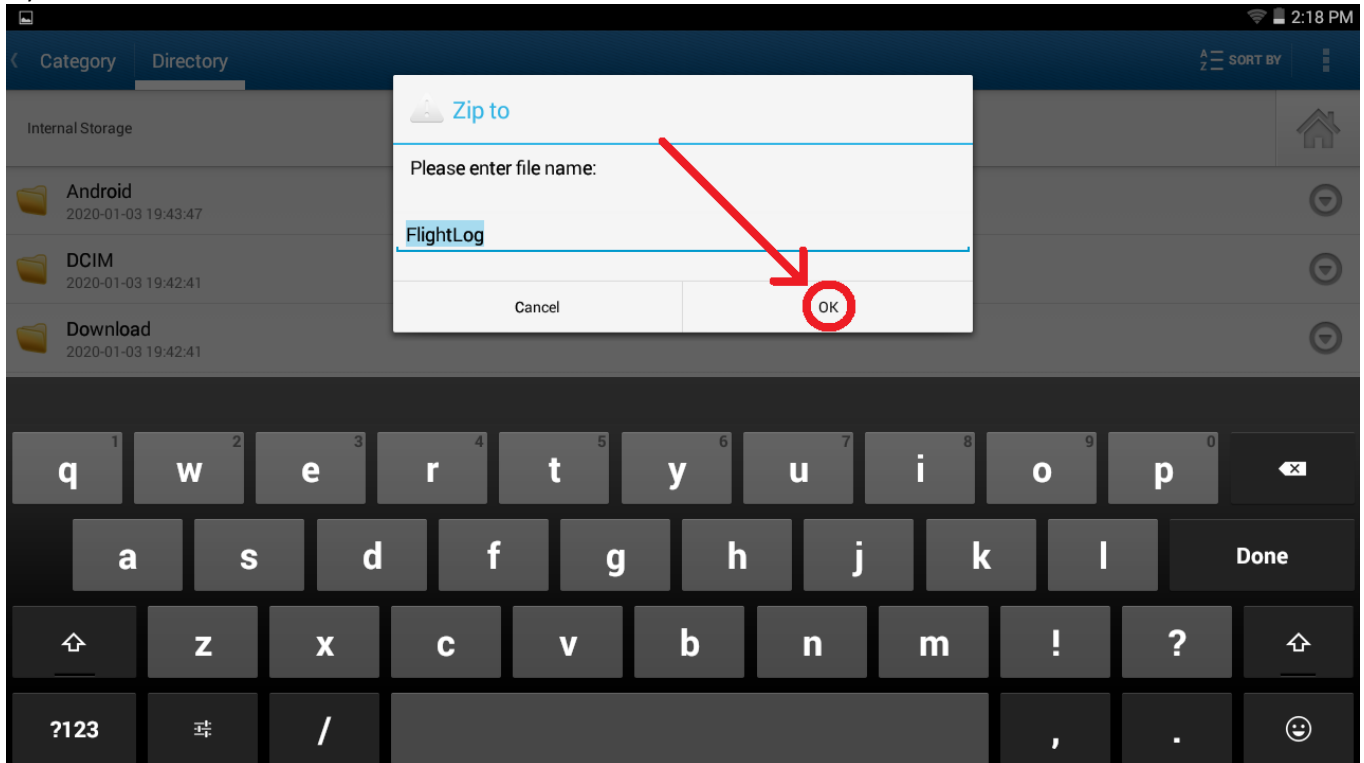 2:18 PM
Category Directory
A Z SORT BY
Zip to
Internal Storage
Please enter file name:
Android
2020-01-03 19:43:47
FlightLog
DCIM
2020-01-03 19:42:41
Cancel OK
Download
2020-01-03 19:42:41
1 2 3 4 5 6 7 8 9 0
q w e r t y u i o p
a s d f g h j k l Done
z x c v b n m ! ?
?123 / , .